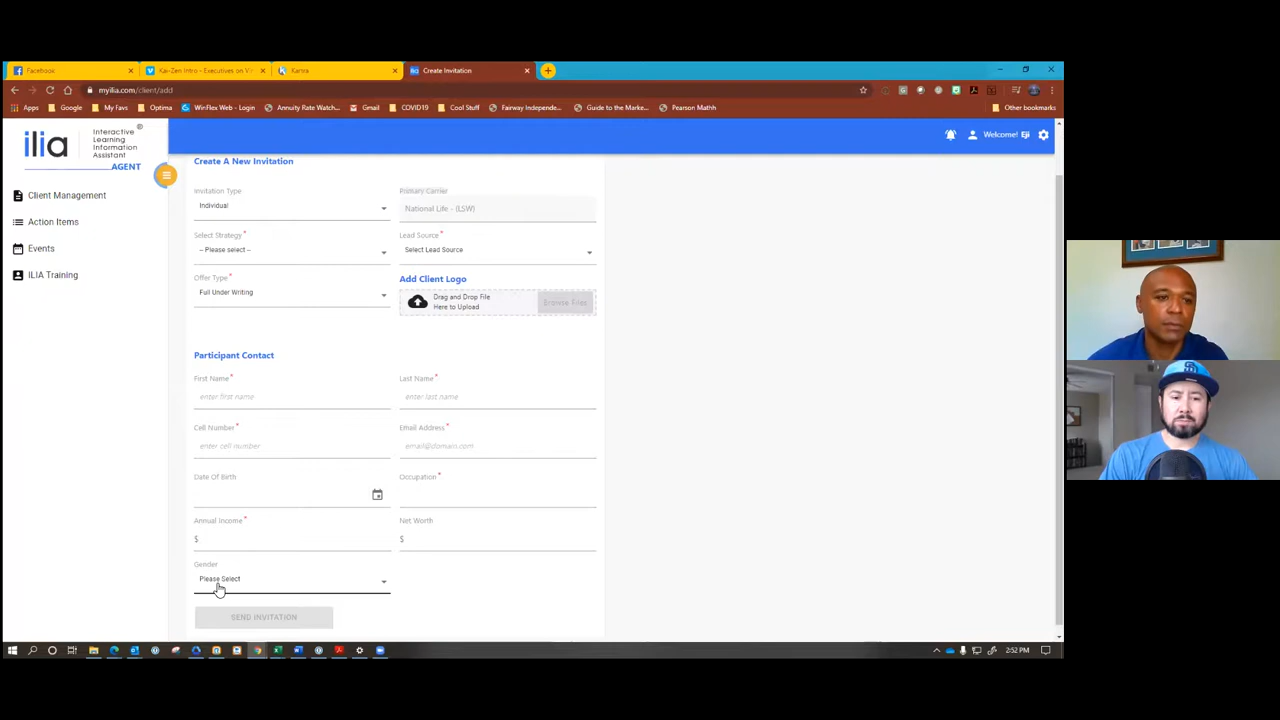 Facebook
Kai-Zen Intro - Executives on Vi
Kanva
Create Invitation
myilia.com/client/add
Apps
Google
My Favs
Optima
WinFlex Web - Login
Annuity Rate Watch...
Gmail
COVID19
Cool Stuff
Fairway Independe...
Guide to the Marke...
Pearson Mathh
Other bookmarks
ilia
Interactive
Learning
Information
Assistant
®
AGENT
Welcome!
Client Management
Action Items
Events
ILIA Training
Create A New Invitation
Invitation Type
Individual
Primary Carrier
National Life - (LSW)
Select Strategy *
-- Please select --
Lead Source *
Select Lead Source
Offer Type *
Full Under Writing
Add Client Logo
Drag and Drop File
Here to Upload
Browse Files
Participant Contact
First Name *
enter first name
Last Name *
enter last name
Cell Number *
enter cell number
Email Address *
email@domain.com
Date Of Birth
Occupation *
Annual Income *
$
Net Worth
$
Gender
Please Select
SEND INVITATION
2:52 PM